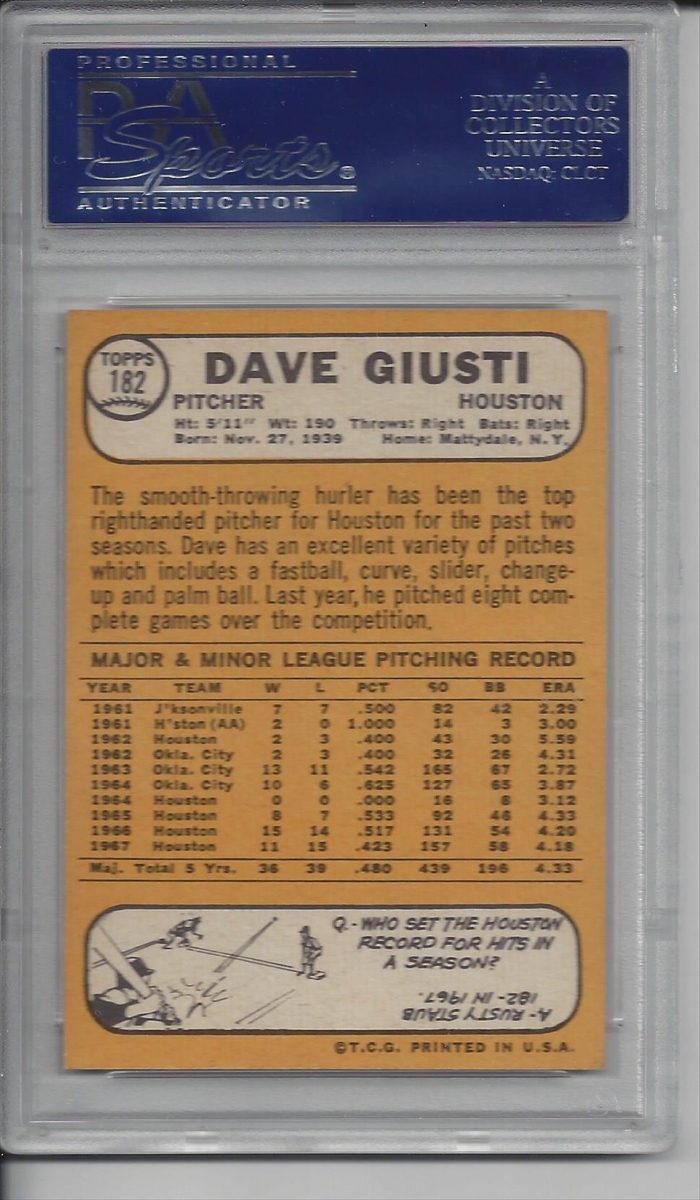 PROFESSIONAL
PSA
Sports®
AUTHENTICATOR
A
DIVISION OF
COLLECTORS
UNIVERSE
NASDAQ: CLCT
TOPPS
182
DAVE GIUSTI
PITCHER HOUSTON
Ht: 5'11" Wt: 190 Throws: Right Bats: Right
Born: Nov. 27, 1939 Home: Mattydale, N.Y.
The smooth-throwing hurler has been the top
righthanded pitcher for Houston for the past two
seasons. Dave has an excellent variety of pitches
which includes a fastball, curve, slider, change-
up and palm ball. Last year, he pitched eight com-
plete games over the competition.
MAJOR & MINOR LEAGUE PITCHING RECORD
YEAR TEAM W L PCT SO BB ERA
1961 J'ksonville 7 7 .500 82 42 2.29
1961 H'ston (AA) 2 0 1.000 14 3 3.00
1962 Houston 2 3 .400 43 30 5.59
1962 Okla. City 2 3 .400 32 26 4.31
1963 Okla. City 13 11 .542 165 67 2.72
1964 Okla. City 10 6 .625 127 65 3.87
1964 Houston 0 0 .000 16 8 3.12
1965 Houston 8 7 .533 92 46 4.33
1966 Houston 15 14 .517 131 54 4.20
1967 Houston 11 15 .423 157 58 4.18
Maj. Total 5 Yrs. 36 39 .480 439 196 4.33
Q.- WHO SET THE HOUSTON
RECORD FOR HITS IN
A SEASON?
A- RUSTY STAUB
182- IN 1967.
©T.C.G. PRINTED IN U.S.A.